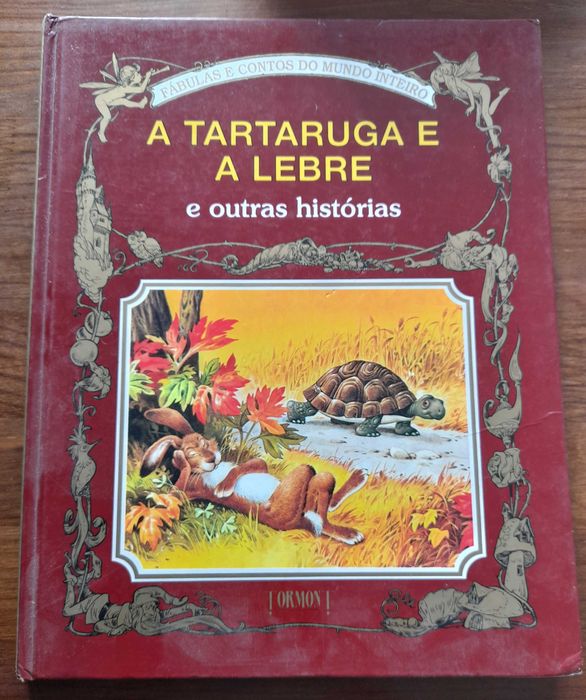 FÁBULAS E CONTOS DO MUNDO INTEIRO
A TARTARUGA E
A LEBRE
e outras histórias
ORMON